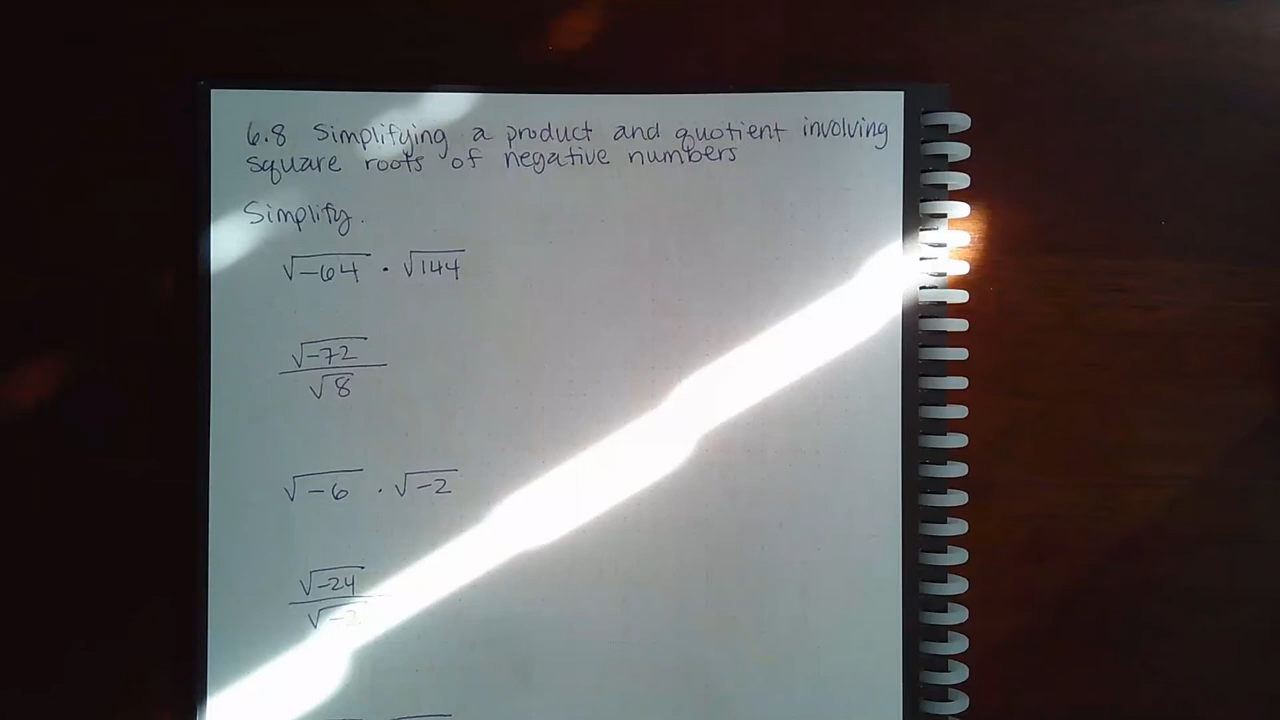 6.8 Simplifying a product and quotient involving
square roots of negative numbers
Simplify.
√-64 · √144
√-72
√8
√-6 · √-2
√-24
√-2